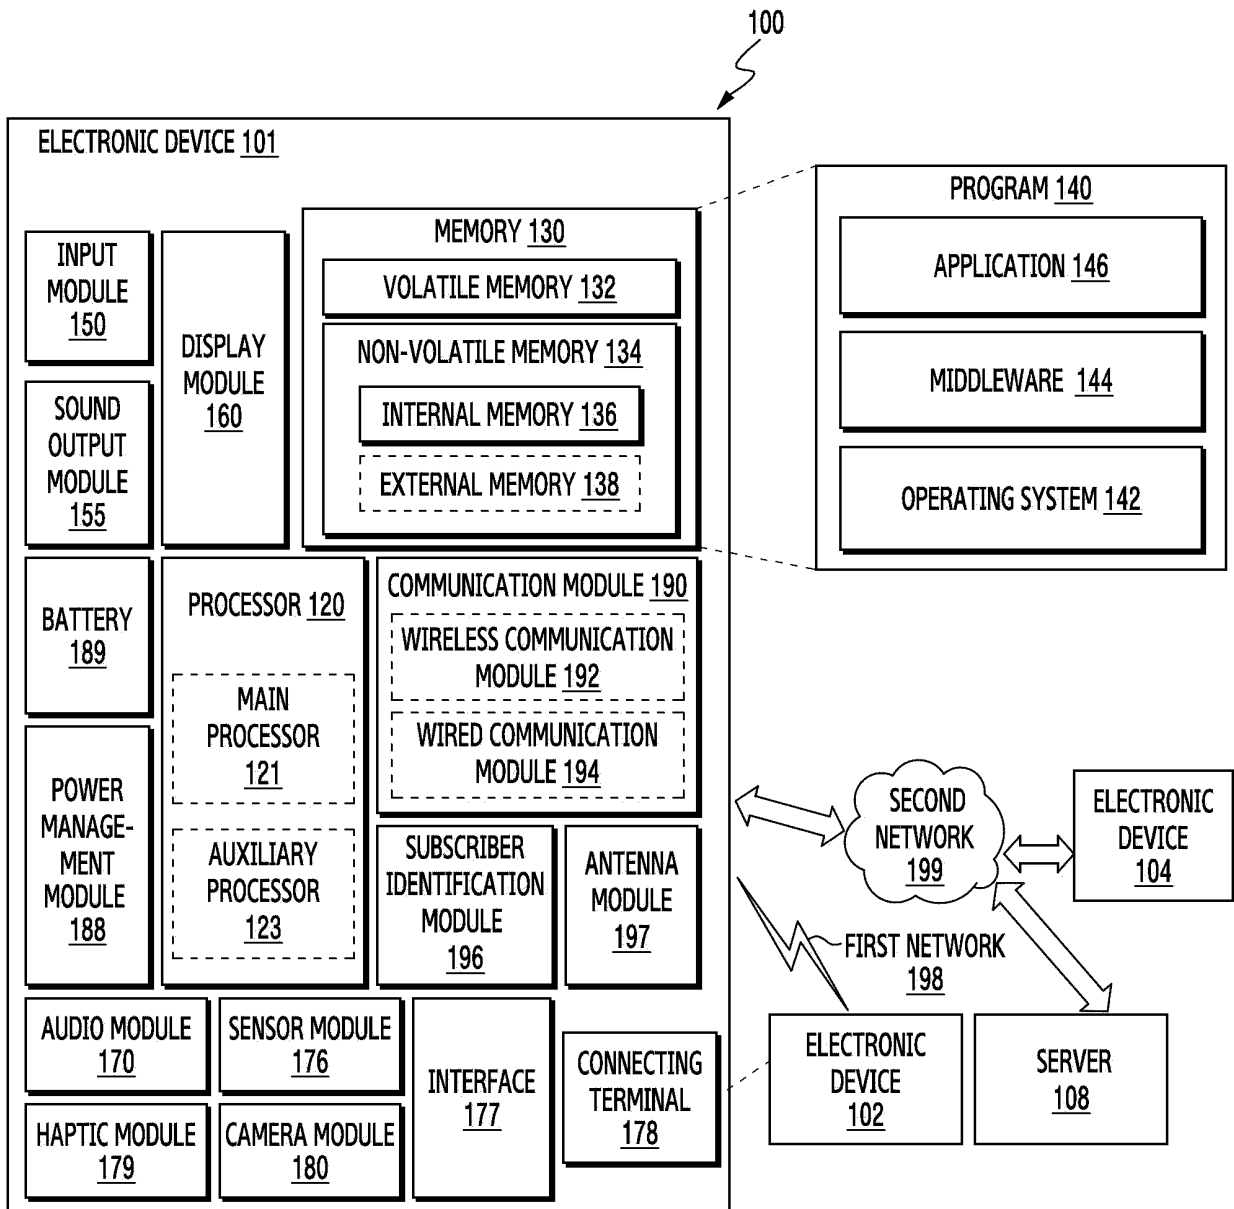 100
ELECTRONIC DEVICE 101
INPUT
MODULE
150
DISPLAY
MODULE
160
SOUND
OUTPUT
MODULE
155
MEMORY 130
VOLATILE MEMORY 132
NON-VOLATILE MEMORY 134
INTERNAL MEMORY 136
EXTERNAL MEMORY 138
PROGRAM 140
APPLICATION 146
MIDDLEWARE 144
OPERATING SYSTEM 142
BATTERY
189
POWER
MANAGE-
MENT
MODULE
188
PROCESSOR 120
MAIN
PROCESSOR
121
AUXILIARY
PROCESSOR
123
COMMUNICATION MODULE 190
WIRELESS COMMUNICATION
MODULE 192
WIRED COMMUNICATION
MODULE 194
SUBSCRIBER
IDENTIFICATION
MODULE
196
ANTENNA
MODULE
197
SECOND
NETWORK
199
ELECTRONIC
DEVICE
104
FIRST NETWORK
198
AUDIO MODULE
170
SENSOR MODULE
176
INTERFACE
177
CONNECTING
TERMINAL
178
HAPTIC MODULE
179
CAMERA MODULE
180
ELECTRONIC
DEVICE
102
SERVER
108